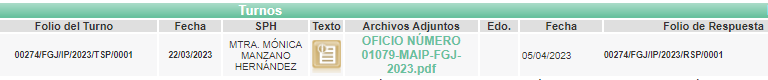 Turnos
Folio del Turno Fecha SPH Texto Archivos Adjuntos Edo. Fecha Folio de Respuesta
00274/FGJ/IP/2023/TSP/0001 22/03/2023 MTRA. MÓNICA MANZANO HERNÁNDEZ OFICIO NÚMERO 01079-MAIP-FGJ-2023.pdf 05/04/2023 00274/FGJ/IP/2023/RSP/0001